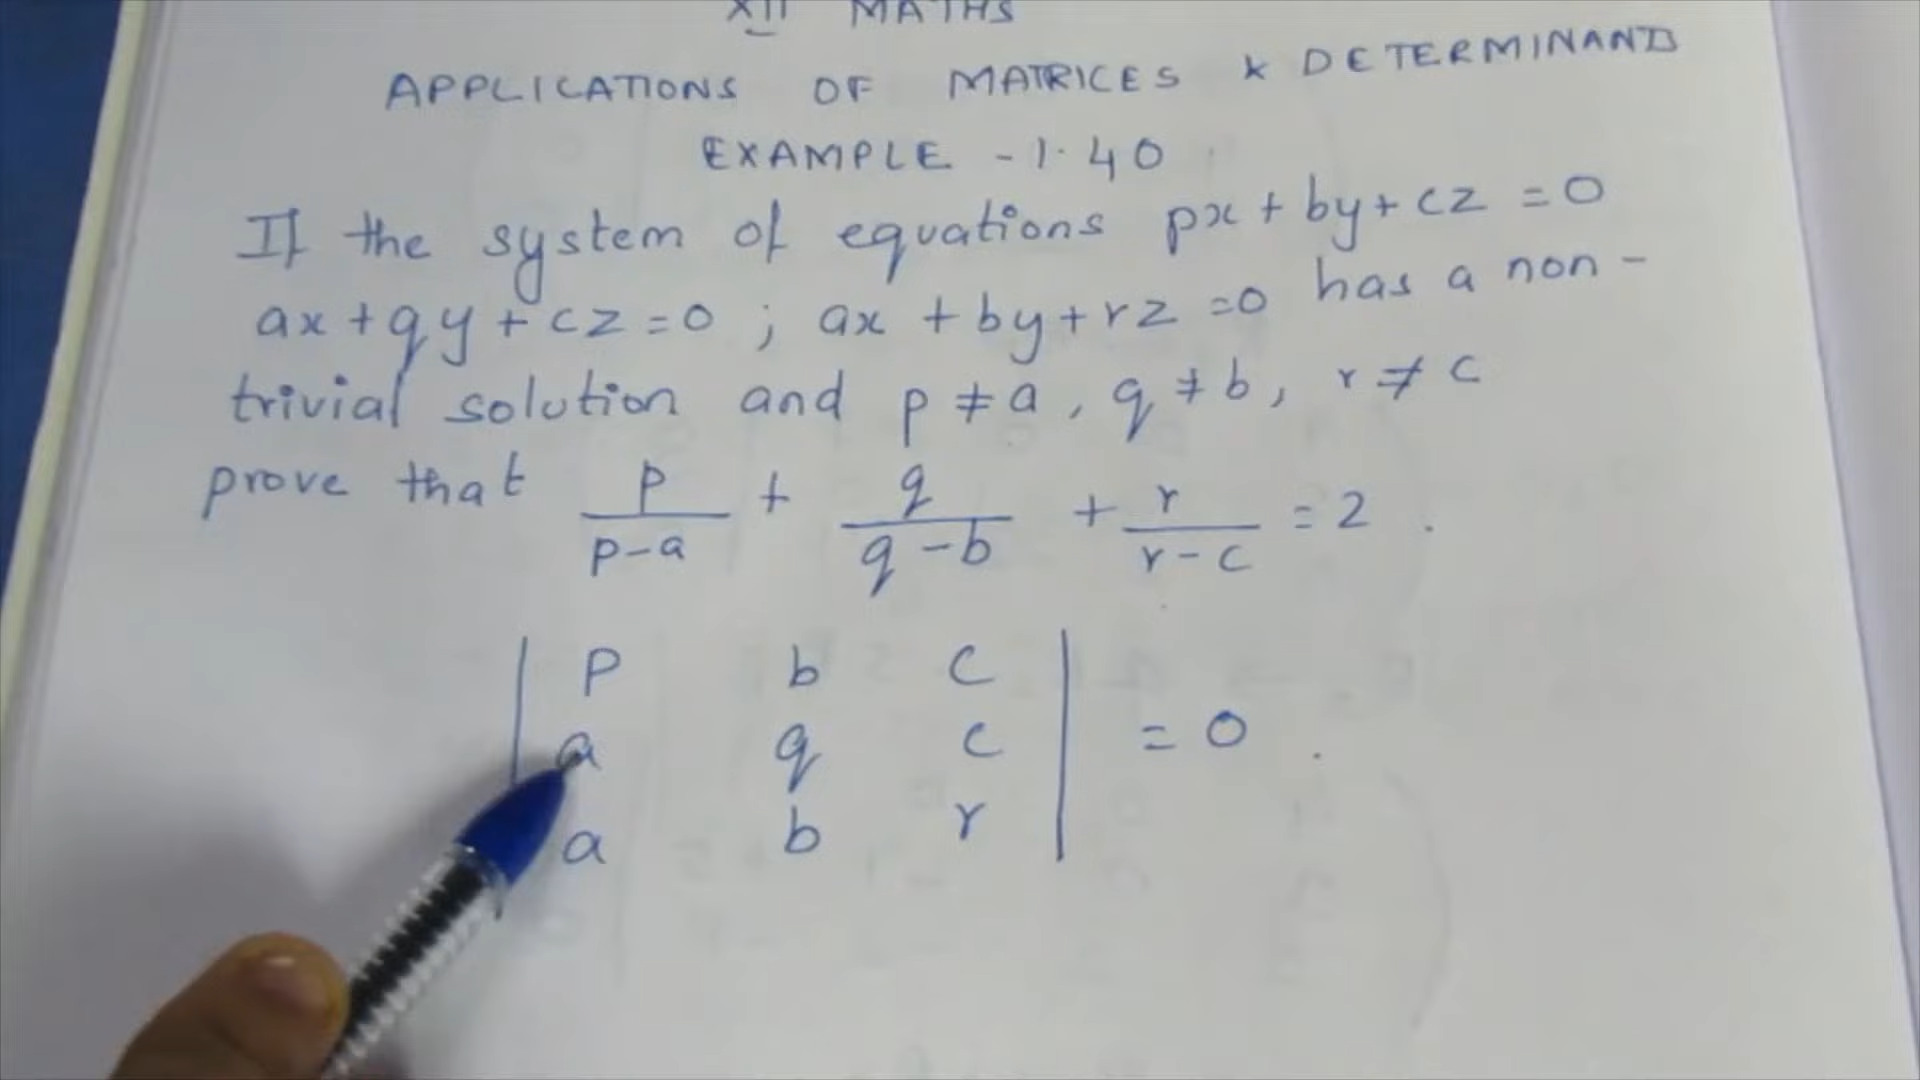 XII MATHS
APPLICATIONS OF MATRICES & DETERMINANTS
EXAMPLE - 1.40
If the system of equations px + by + cz = 0
ax + qy + cz = 0 ; ax + by + rz = 0 has a non -
trivial solution and p ≠ a, q ≠ b, r ≠ c
prove that p/(p-a) + q/(q-b) + r/(r-c) = 2 .
| p b c |
| a q c | = 0 .
| a b r |